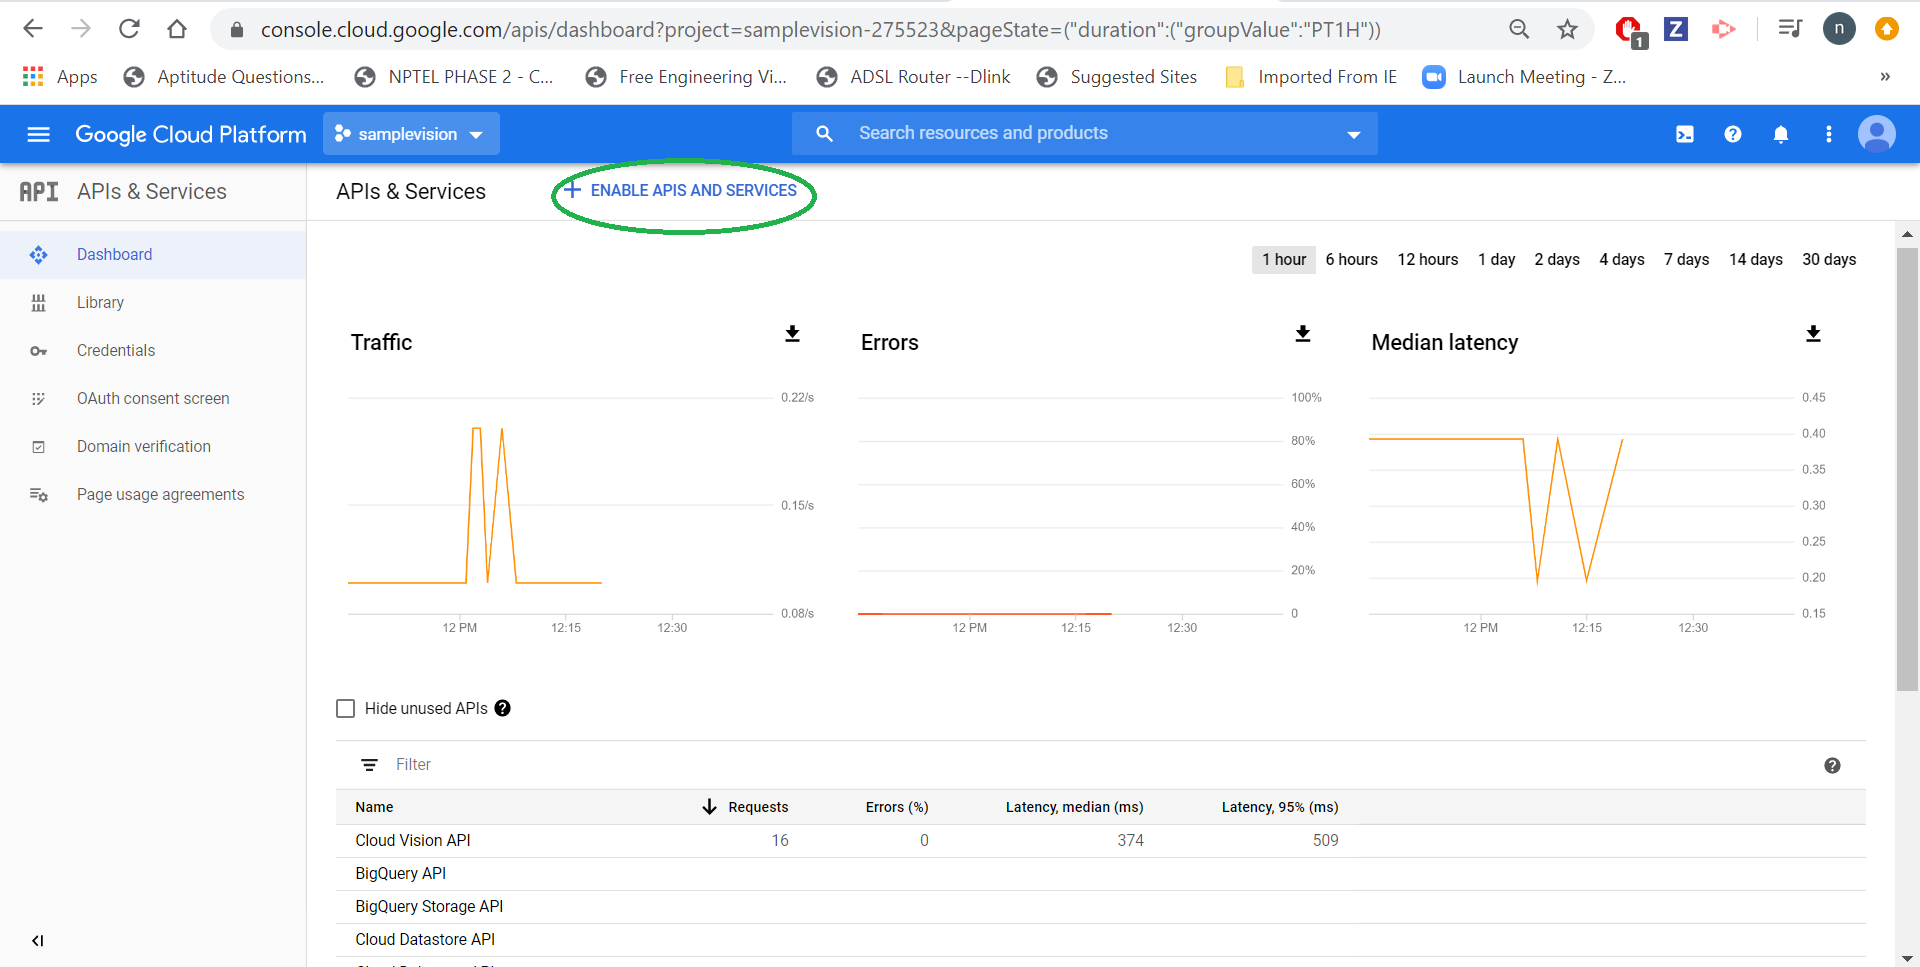 console.cloud.google.com/apis/dashboard?project=samplevision-275523&pageState=("duration":("groupValue":"PT1H"))
1
Z
n
Apps
Aptitude Questions...
NPTEL PHASE 2 - C...
Free Engineering Vi...
ADSL Router --Dlink
Suggested Sites
Imported From IE
Launch Meeting - Z...
»
Google Cloud Platform
samplevision
Search resources and products
API APIs & Services
APIs & Services
+ ENABLE APIS AND SERVICES
Dashboard
Library
Credentials
OAuth consent screen
Domain verification
Page usage agreements
1 hour 6 hours 12 hours 1 day 2 days 4 days 7 days 14 days 30 days
Traffic
0.22/s
0.15/s
0.08/s
12 PM 12:15 12:30
Errors
100%
80%
60%
40%
20%
0
12 PM 12:15 12:30
Median latency
0.45
0.40
0.35
0.30
0.25
0.20
0.15
12 PM 12:15 12:30
Hide unused APIs ?
Filter
Name Requests Errors (%) Latency, median (ms) Latency, 95% (ms)
Cloud Vision API 16 0 374 509
BigQuery API
BigQuery Storage API
Cloud Datastore API